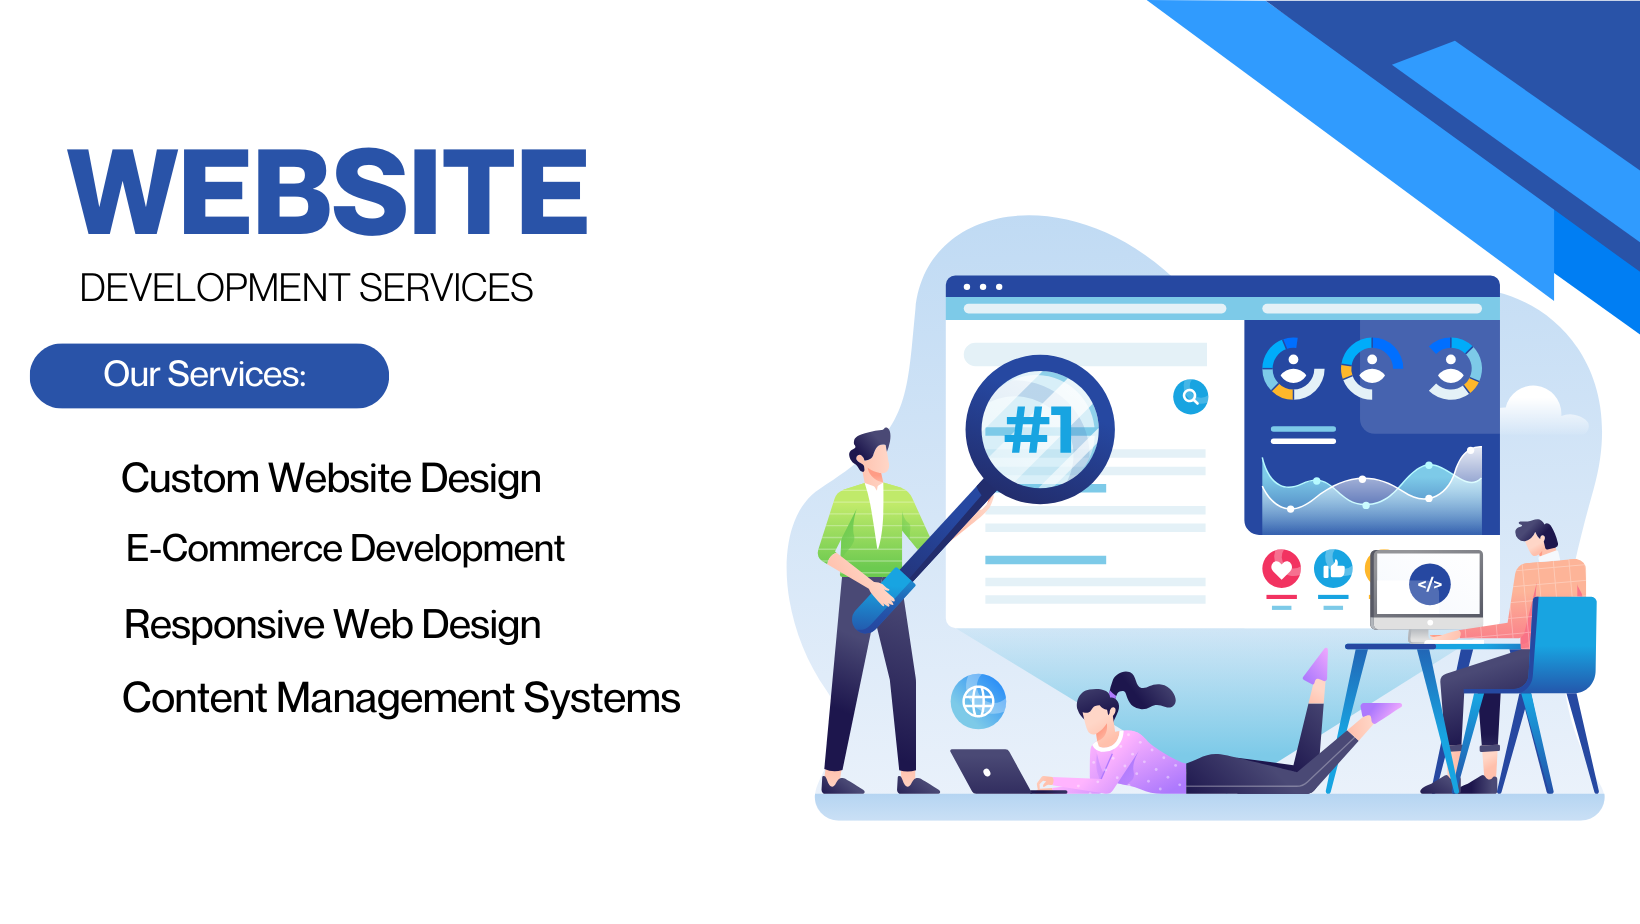 WEBSITE
DEVELOPMENT SERVICES
Our Services:
Custom Website Design
E-Commerce Development
Responsive Web Design
Content Management Systems
#1
</>